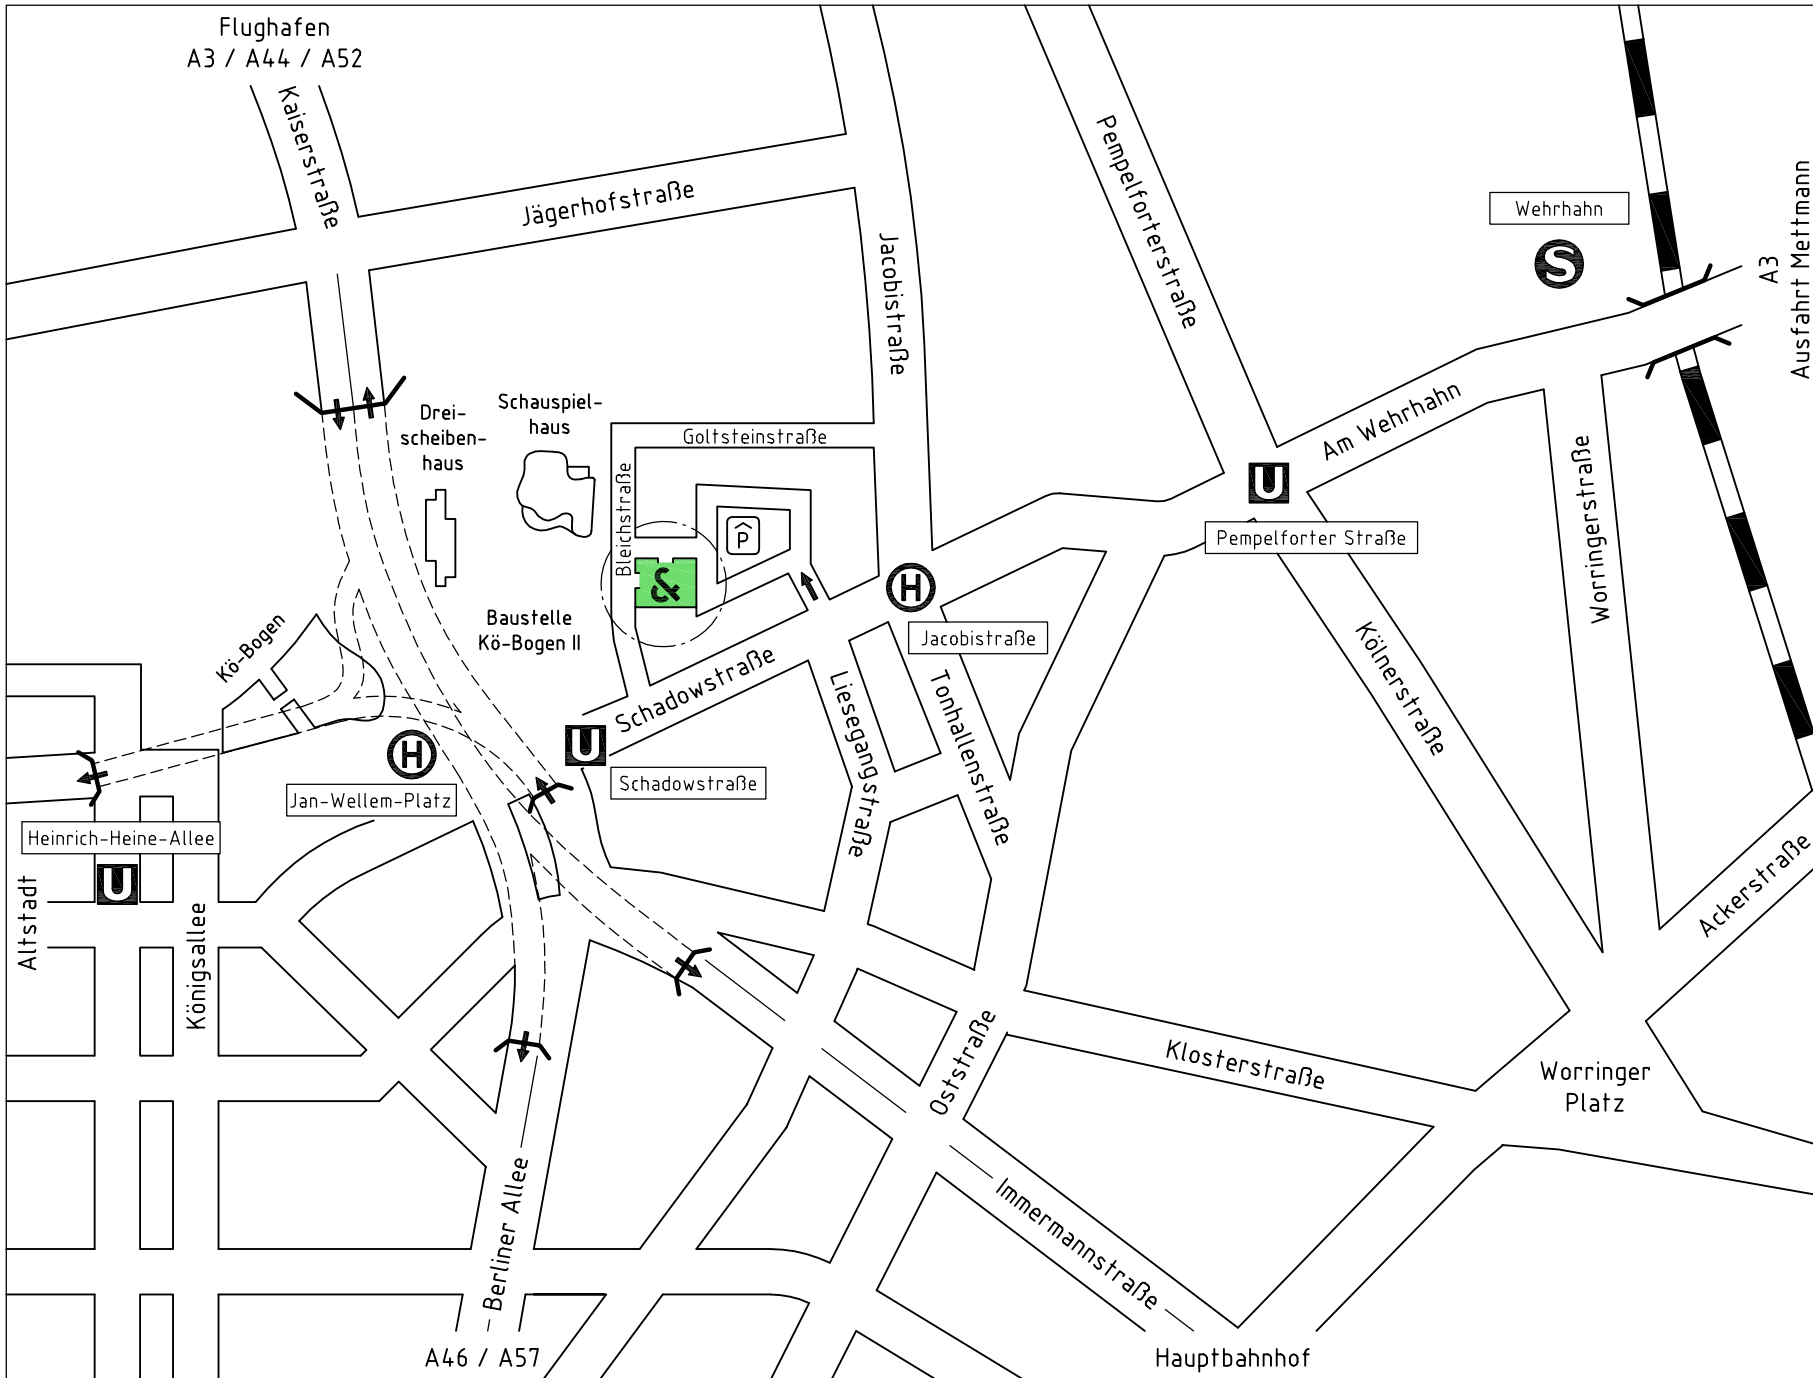 Flughafen
A3 / A44 / A52
Kaiserstraße
Jägerhofstraße
Jacobistraße
Pempelforterstraße
Wehrhahn
S
A3
Ausfahrt Mettmann
Drei-
scheiben-
haus
Schauspiel-
haus
Goltsteinstraße
Bleichstraße
P
&
Am Wehrhahn
U
Pempelforter Straße
Worringerstraße
H
Jacobistraße
Baustelle
Kö-Bogen II
Kö-Bogen
Schadowstraße
Liesegangstraße
Tonhallenstraße
Kölnerstraße
H
Jan-Wellem-Platz
U
Schadowstraße
Heinrich-Heine-Allee
U
Altstadt
Königsallee
Ackerstraße
Oststraße
Klosterstraße
Worringer
Platz
Immermannstraße
Berliner Allee
A46 / A57
Hauptbahnhof